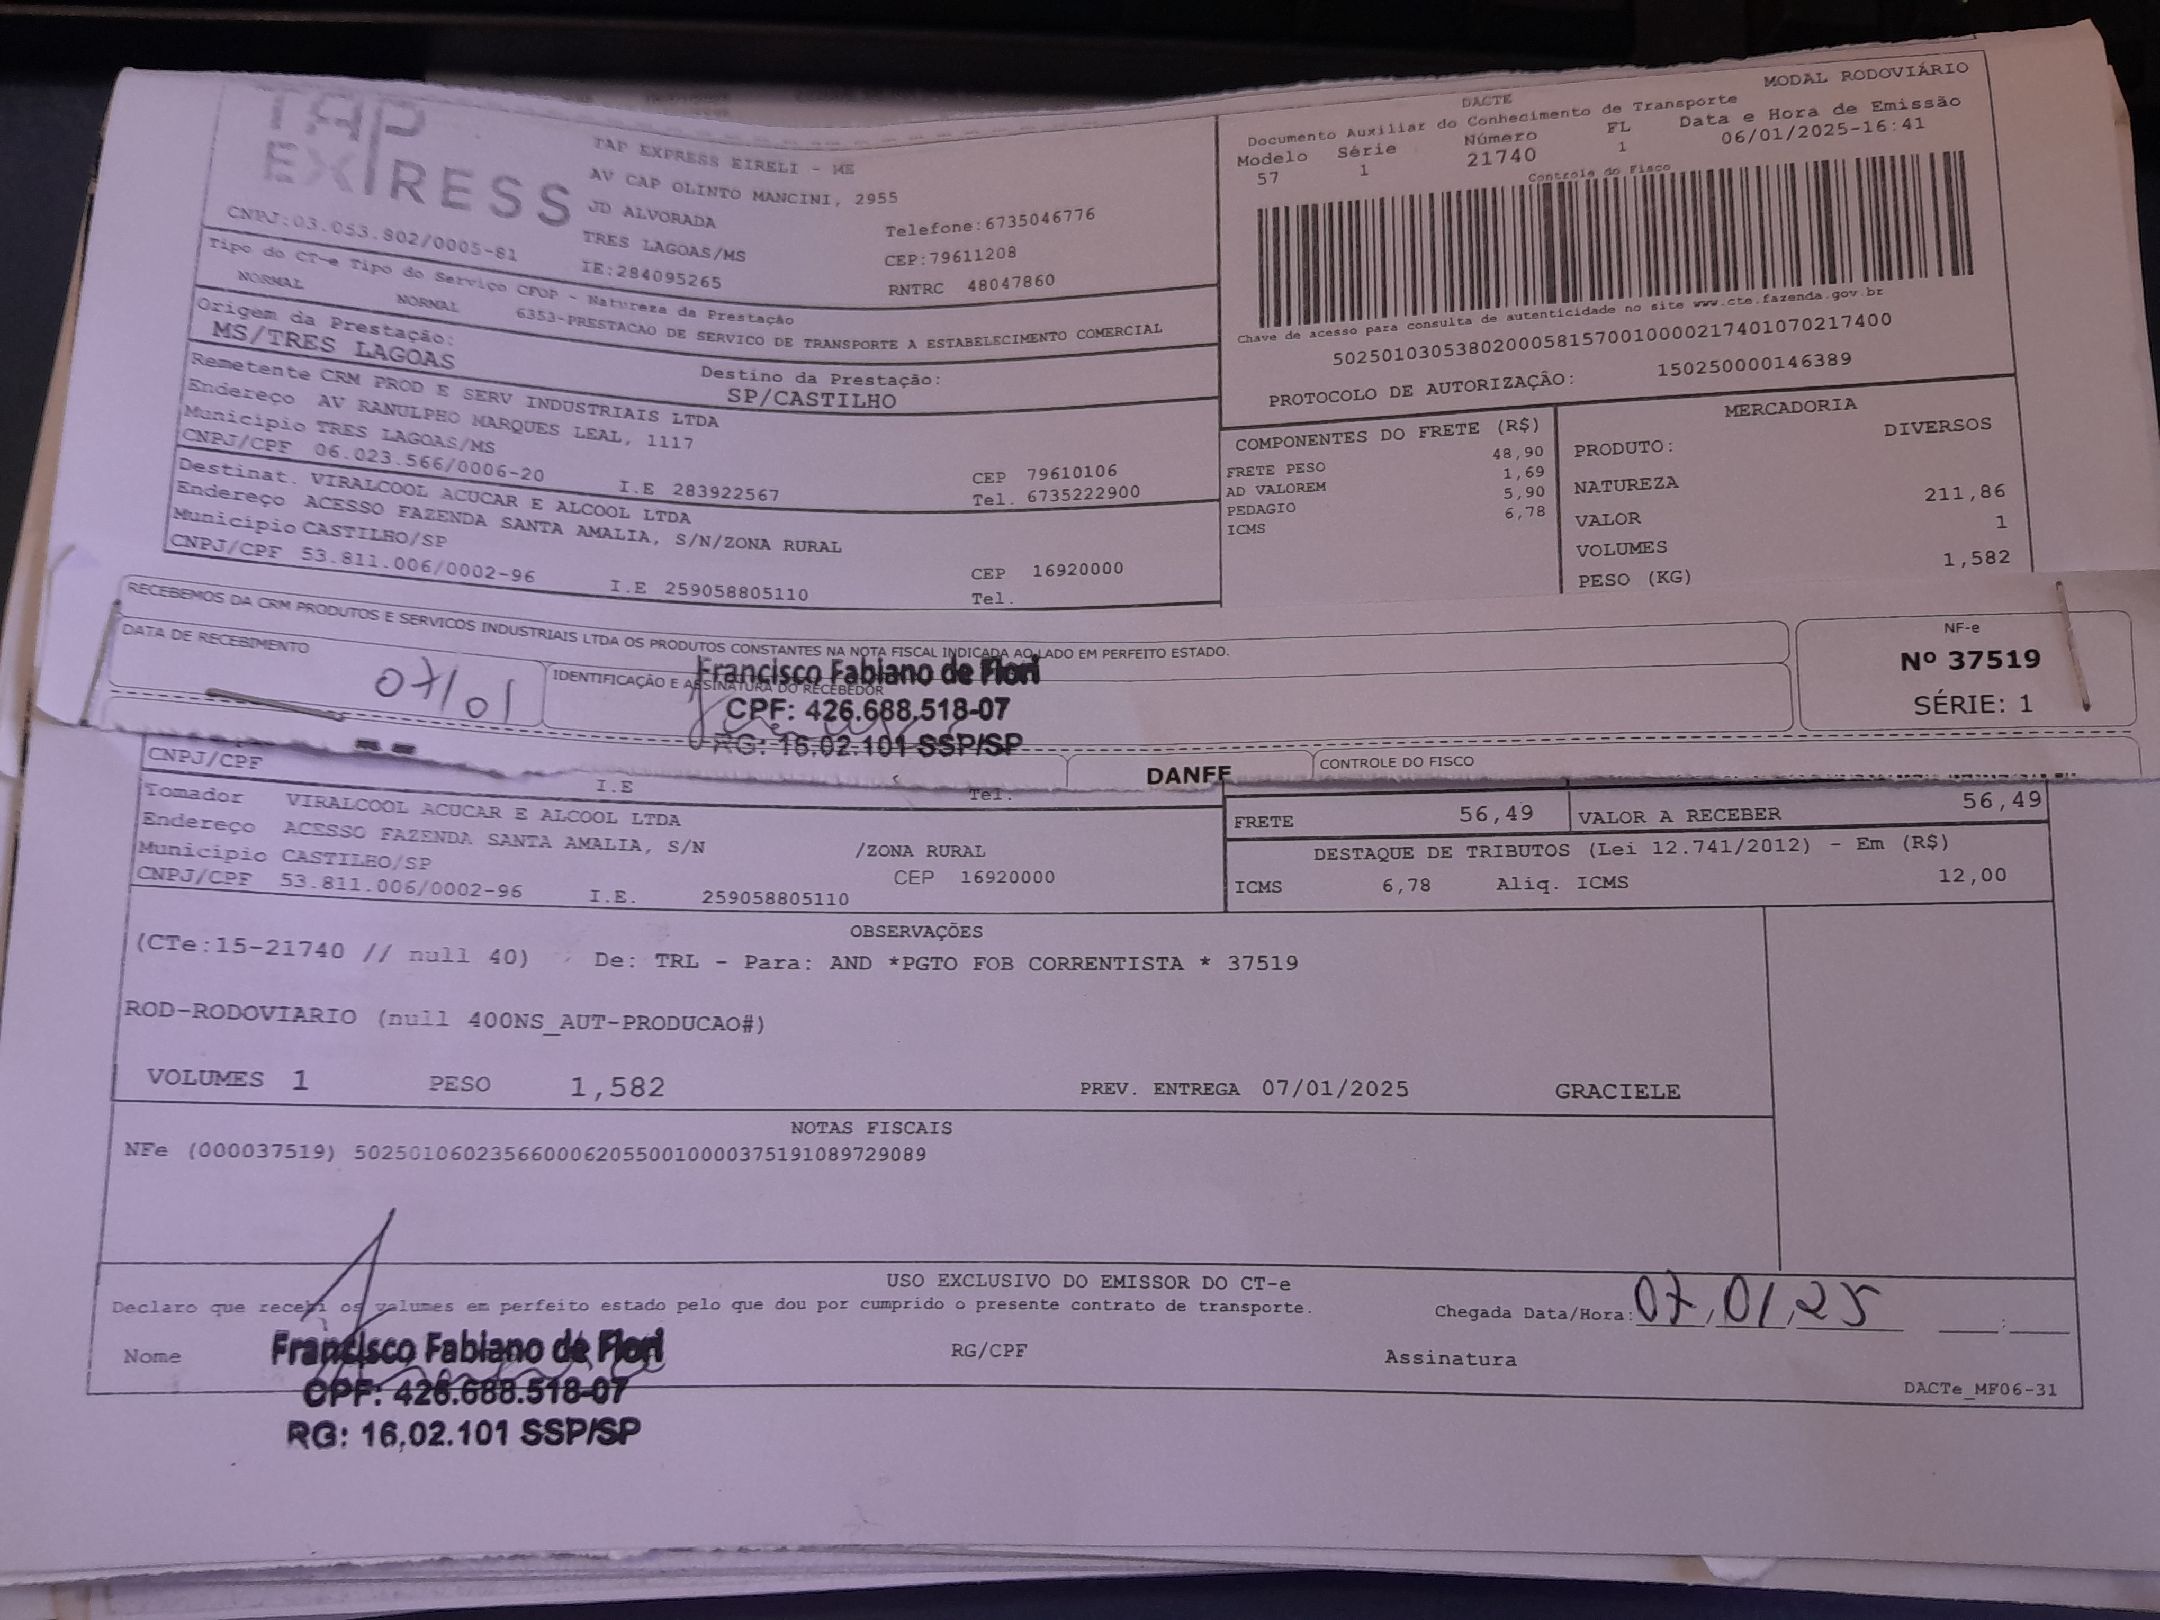 TAP
EXPRESS
CNPJ:03.053.802/0005-81
TAP EXPRESS EIRELI - ME
AV CAP OLINTO MANCINI, 2955
JD ALVORADA
TRES LAGOAS/MS
IE:284095265
Telefone:6735046776
CEP:79611208
RNTRC 48047860
DACTE
MODAL RODOVIÁRIO
Documento Auxiliar do Conhecimento de Transporte
Modelo Série Número FL Data e Hora de Emissão
57 1 21740 1 06/01/2025-16:41
Controle do Fisco
Chave de acesso para consulta de autenticidade no site www.cte.fazenda.gov.br
50250103053802000581570010000217401070217400
PROTOCOLO DE AUTORIZAÇÃO: 150250000146389
Tipo do CT-e Tipo do Serviço CFOP - Natureza da Prestação
NORMAL NORMAL 6353-PRESTACAO DE SERVICO DE TRANSPORTE A ESTABELECIMENTO COMERCIAL
Origem da Prestação:
MS/TRES LAGOAS
Destino da Prestação:
SP/CASTILHO
Remetente CRM PROD E SERV INDUSTRIAIS LTDA
Endereço AV RANULPHO MARQUES LEAL, 1117
Municipio TRES LAGOAS/MS CEP 79610106
CNPJ/CPF 06.023.566/0006-20 I.E 283922567 Tel. 6735222900
Destinat. VIRALCOOL ACUCAR E ALCOOL LTDA
Endereço ACESSO FAZENDA SANTA AMALIA, S/N/ZONA RURAL
Municipio CASTILHO/SP CEP 16920000
CNPJ/CPF 53.811.006/0002-96 I.E 259058805110 Tel.
COMPONENTES DO FRETE (R$)
FRETE PESO 48,90
AD VALOREM 1,69
PEDAGIO 5,90
ICMS 6,78
MERCADORIA
PRODUTO: DIVERSOS
NATUREZA
VALOR 211,86
VOLUMES 1
PESO (KG) 1,582
RECEBEMOS DA CRM PRODUTOS E SERVICOS INDUSTRIAIS LTDA OS PRODUTOS CONSTANTES NA NOTA FISCAL INDICADA AO LADO EM PERFEITO ESTADO.
DATA DE RECEBIMENTO
07/01
IDENTIFICAÇÃO E ASSINATURA DO RECEBEDOR
Francisco Fabiano de Fiori
CPF: 426.688.518-07
RG: 16.02.101 SSP/SP
NF-e
Nº 37519
SÉRIE: 1
DANFE
CONTROLE DO FISCO
CNPJ/CPF I.E Tel.
Tomador VIRALCOOL ACUCAR E ALCOOL LTDA
Endereço ACESSO FAZENDA SANTA AMALIA, S/N /ZONA RURAL
Municipio CASTILHO/SP CEP 16920000
CNPJ/CPF 53.811.006/0002-96 I.E. 259058805110
FRETE 56,49 VALOR A RECEBER 56,49
DESTAQUE DE TRIBUTOS (Lei 12.741/2012) - Em (R$)
ICMS 6,78 Aliq. ICMS 12,00
OBSERVAÇÕES
(CTe:15-21740 // null 40) De: TRL - Para: AND *PGTO FOB CORRENTISTA * 37519
ROD-RODOVIARIO (null 400NS_AUT-PRODUCAO#)
VOLUMES 1 PESO 1,582 PREV. ENTREGA 07/01/2025 GRACIELE
NOTAS FISCAIS
NFe (000037519) 50250106023566000620550010000375191089729089
USO EXCLUSIVO DO EMISSOR DO CT-e
Declaro que recebi os volumes em perfeito estado pelo que dou por cumprido o presente contrato de transporte.
Chegada Data/Hora: 07,01,25 :
Nome RG/CPF Assinatura
Francisco Fabiano de Fiori
CPF: 426.688.518-07
RG: 16.02.101 SSP/SP
DACTe_MF06-31